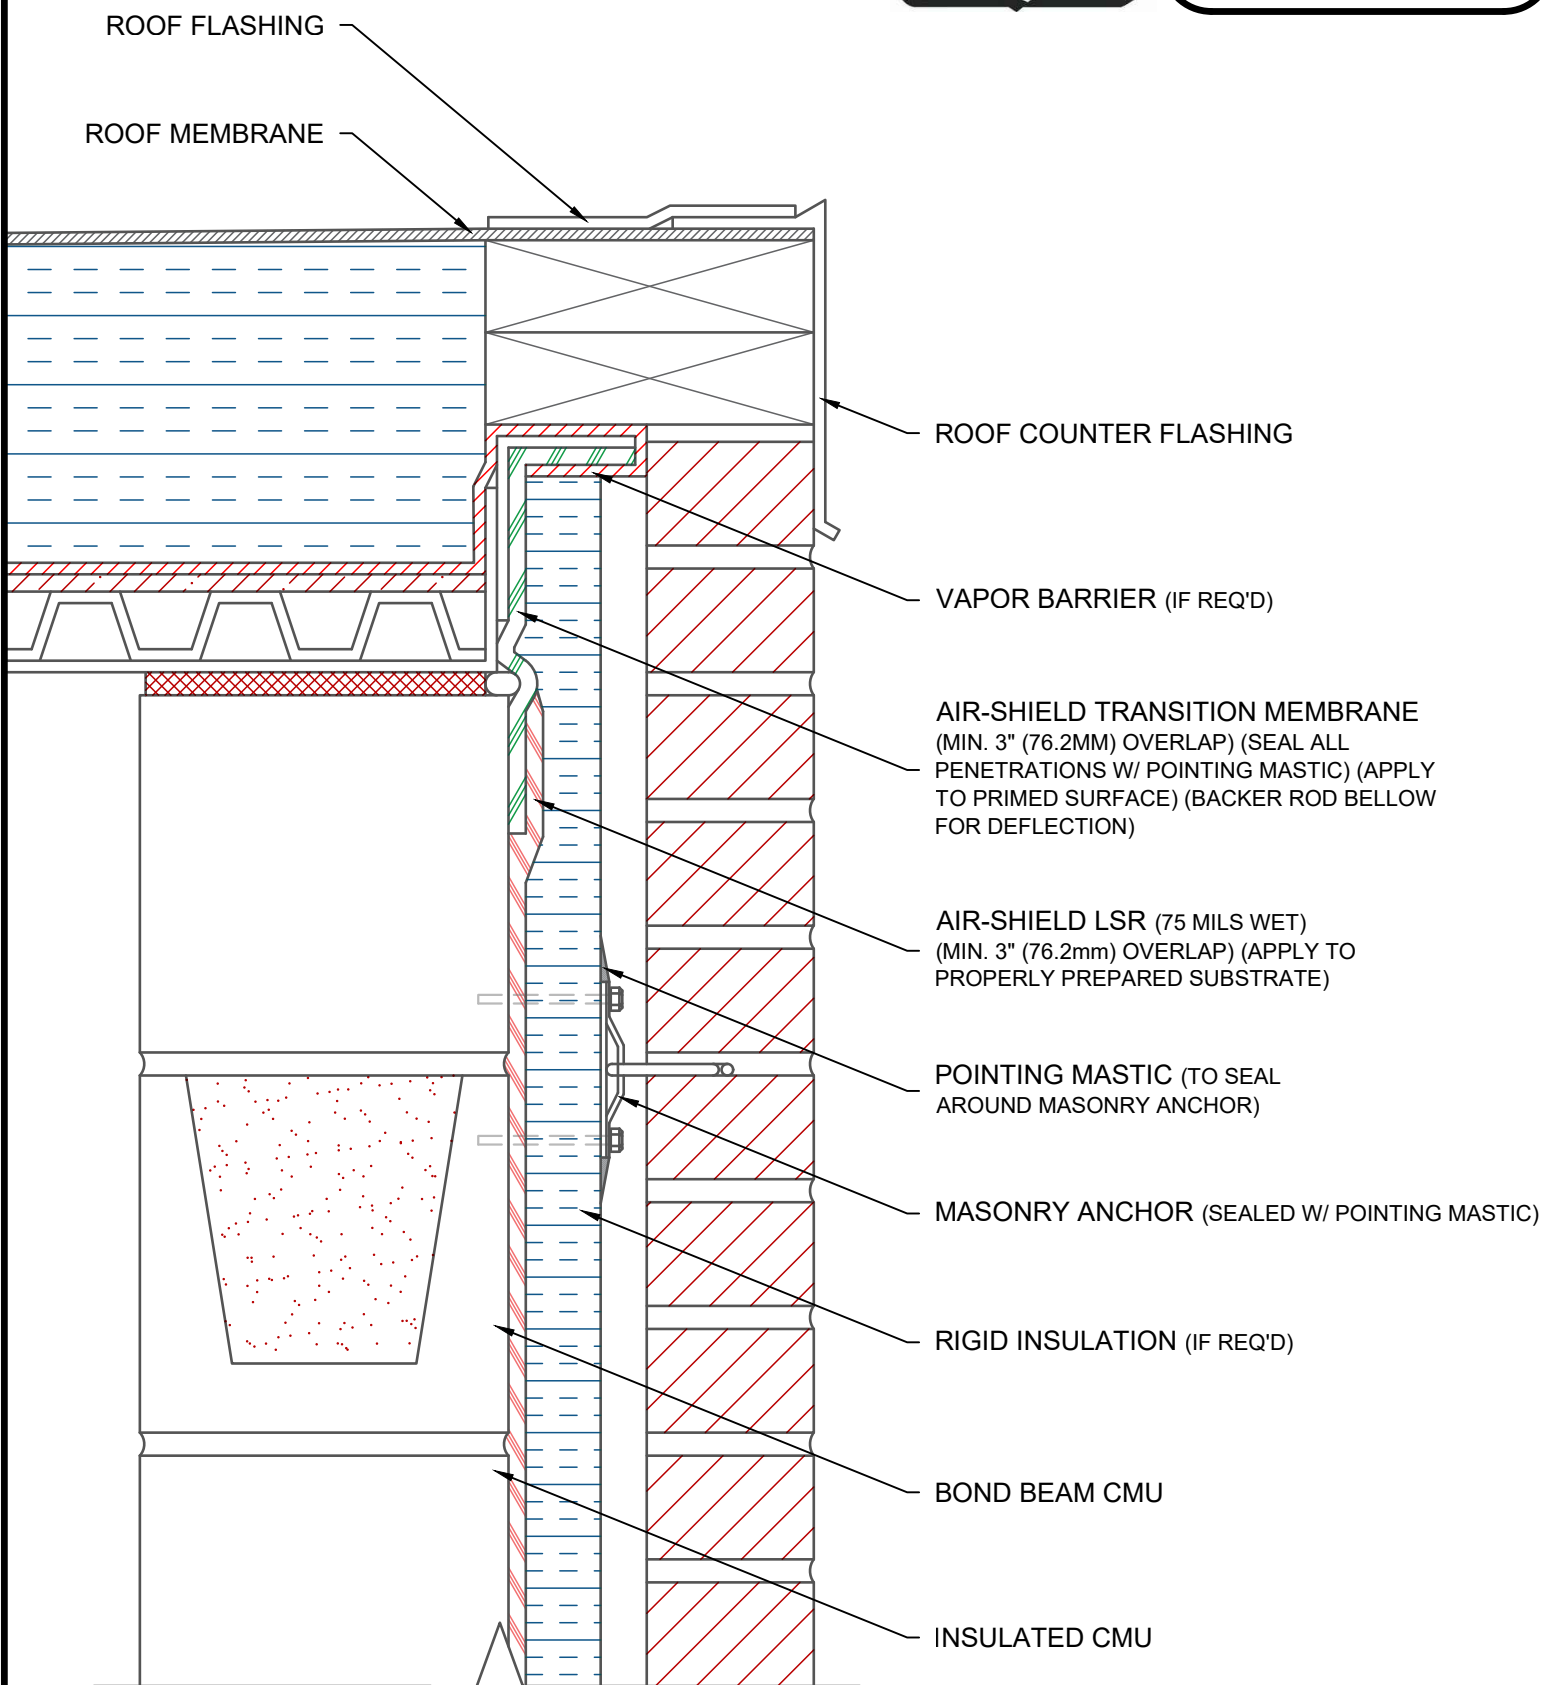 ROOF FLASHING
ROOF MEMBRANE
ROOF COUNTER FLASHING
VAPOR BARRIER (IF REQ'D)
AIR-SHIELD TRANSITION MEMBRANE
(MIN. 3" (76.2MM) OVERLAP) (SEAL ALL
PENETRATIONS W/ POINTING MASTIC) (APPLY
TO PRIMED SURFACE) (BACKER ROD BELLOW
FOR DEFLECTION)
AIR-SHIELD LSR (75 MILS WET)
(MIN. 3" (76.2mm) OVERLAP) (APPLY TO
PROPERLY PREPARED SUBSTRATE)
POINTING MASTIC (TO SEAL
AROUND MASONRY ANCHOR)
MASONRY ANCHOR (SEALED W/ POINTING MASTIC)
RIGID INSULATION (IF REQ'D)
BOND BEAM CMU
INSULATED CMU